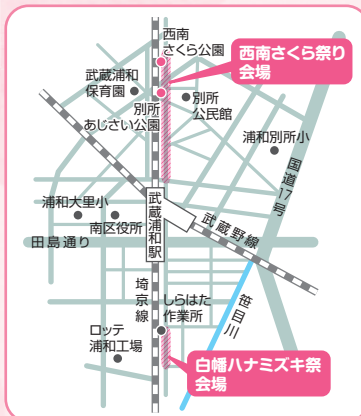 西南
さくら公園
西南さくら祭り
会場
武蔵浦和
保育園
別所
公民館
別所
あじさい公園
浦和別所小
国道17号
武蔵浦和駅
浦和大里小
南区役所
武蔵野線
田島通り
埼京線
しらはた
作業所
笹目川
ロッテ
浦和工場
白幡ハナミズキ祭
会場